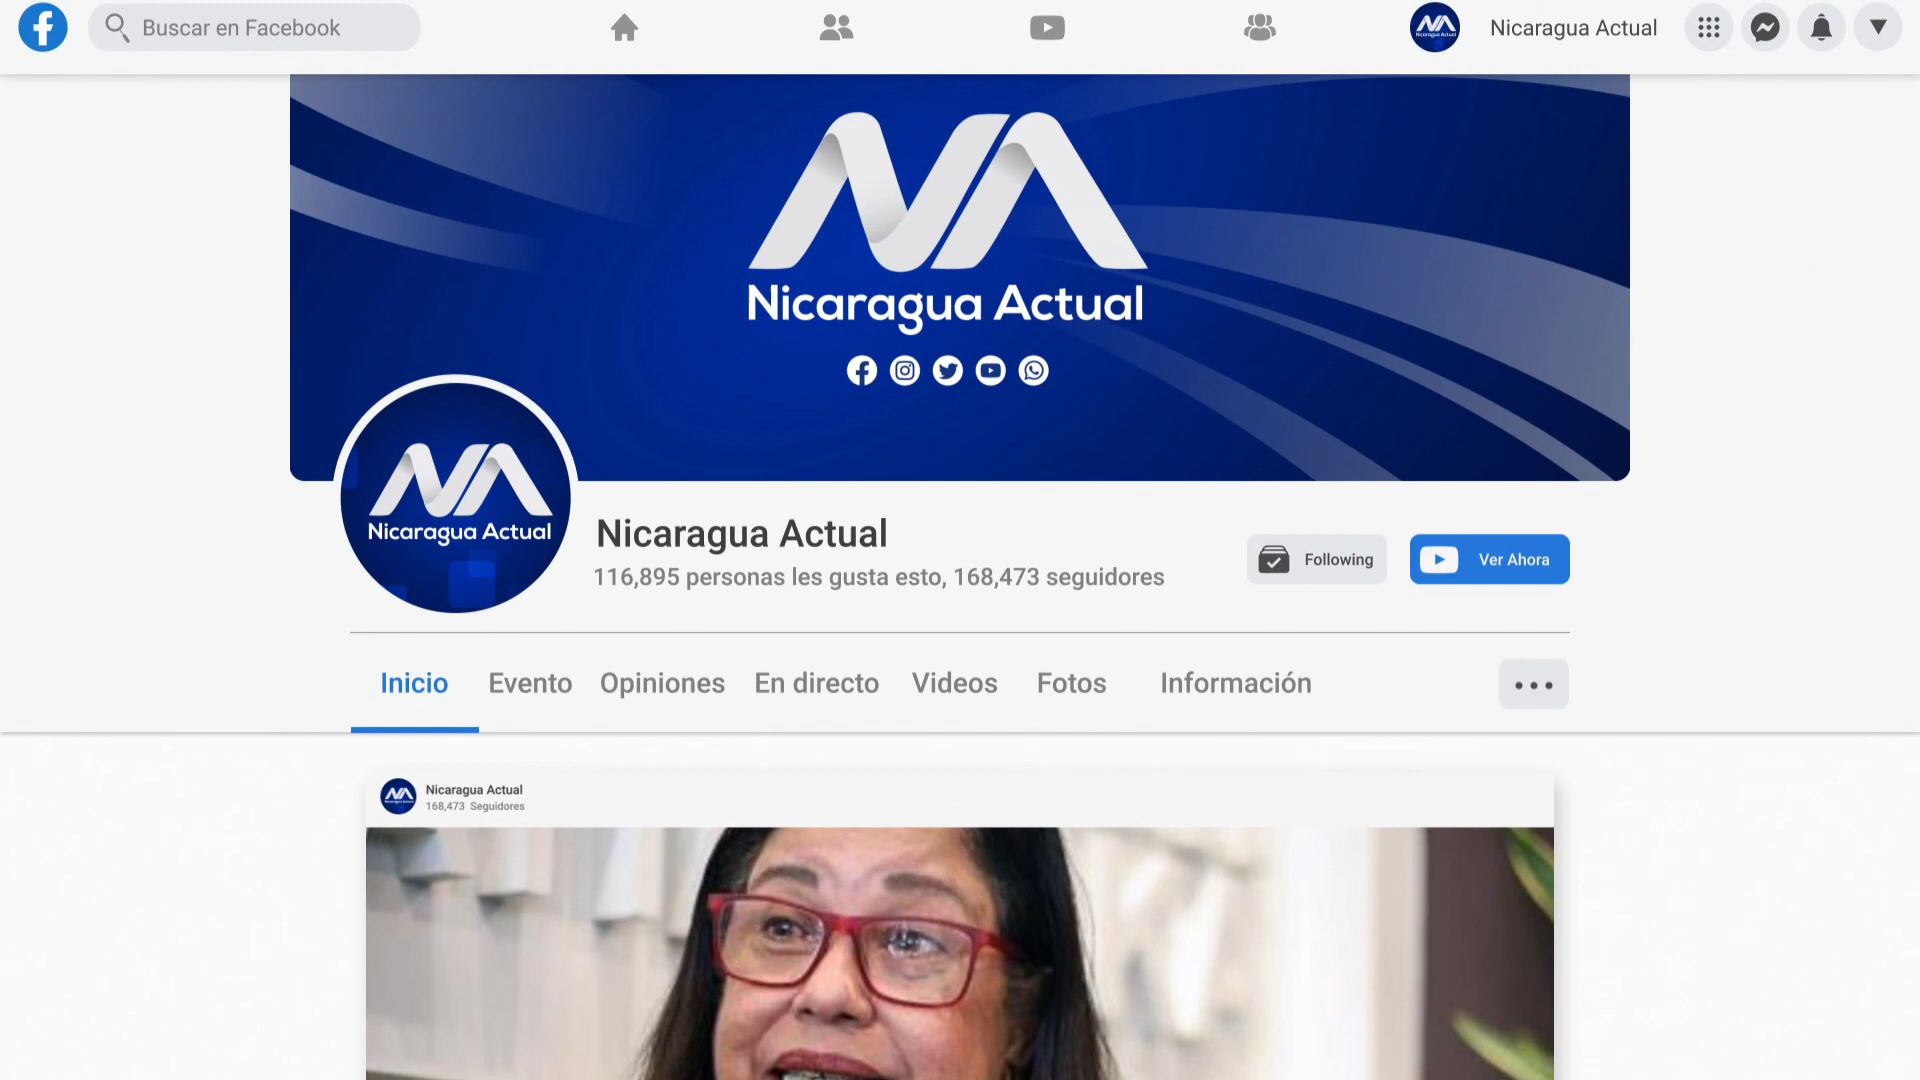 Buscar en Facebook
Nicaragua Actual
Nicaragua Actual
Nicaragua Actual
Nicaragua Actual
116,895 personas les gusta esto, 168,473 seguidores
Following
Ver Ahora
Inicio
Evento
Opiniones
En directo
Videos
Fotos
Información
Nicaragua Actual
168,473 Seguidores